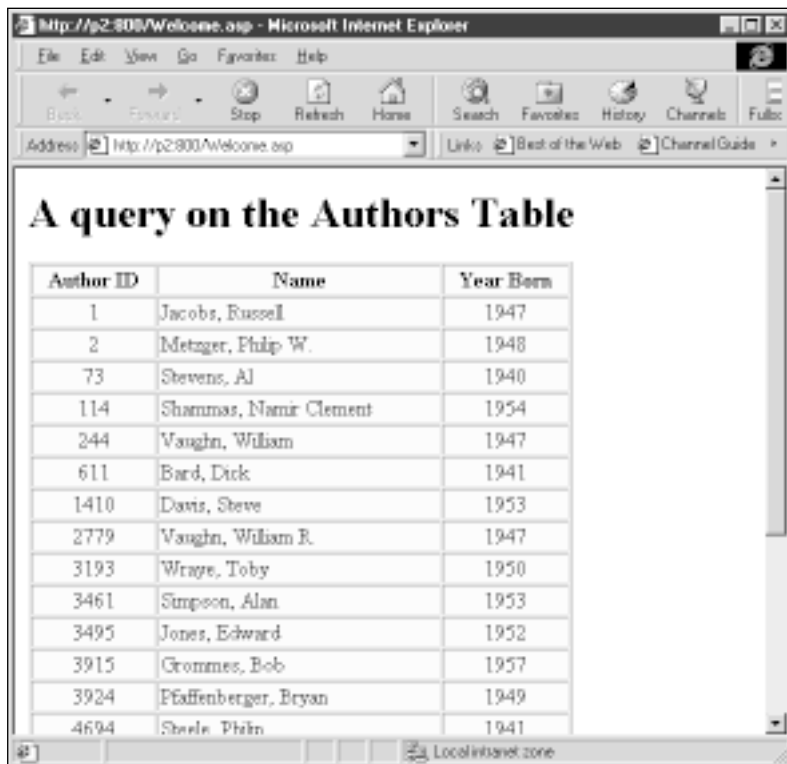 http://p2:800/Welcome.asp - Microsoft Internet Explorer
File Edit View Go Favorites Help
Back Forward Stop Refresh Home Search Favorites History Channels Fullsc
Address http://p2:800/Welcome.asp Links Best of the Web Channel Guide
A query on the Authors Table
Author ID Name Year Born
1 Jacobs, Russell 1947
2 Metzger, Philip W. 1948
73 Stevens, Al 1940
114 Shammas, Namir Clement 1954
244 Vaughn, William 1947
611 Bard, Dick 1941
1410 Davis, Steve 1953
2779 Vaughn, William R. 1947
3193 Wraye, Toby 1950
3461 Simpson, Alan 1953
3495 Jones, Edward 1952
3915 Grommes, Bob 1957
3924 Pfaffenberger, Bryan 1949
4694 Steele, Philip 1941
Local intranet zone